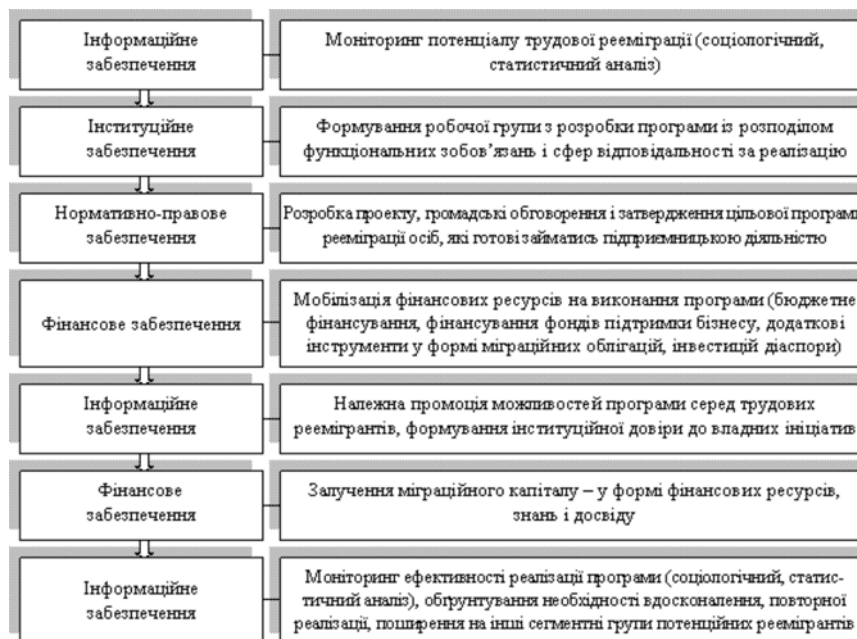 Інформаційне
забезпечення
Моніторинг потенціалу трудової рееміграції (соціологічний,
статистичний аналіз)
Інституційне
забезпечення
Формування робочої групи з розробки програми із розподілом
функціональних зобов’язань і сфер відповідальності за реалізацію
Нормативно-правове
забезпечення
Розробка проекту, громадські обговорення і затвердження цільової програми
рееміграції осіб, які готові займатись підприємницькою діяльністю
Фінансове забезпечення
Мобілізація фінансових ресурсів на виконання програми (бюджетне
фінансування, фінансування фондів підтримки бізнесу, додаткові
інструменти у формі міграційних облігацій, інвестицій діаспори)
Інформаційне
забезпечення
Належна промоція можливостей програми серед трудових
реемігрантів, формування інституційної довіри до владних ініціатив
Фінансове
забезпечення
Залучення міграційного капіталу – у формі фінансових ресурсів,
знань і досвіду
Інформаційне
забезпечення
Моніторинг ефективності реалізації програми (соціологічний, статис-
тичний аналіз), обґрунтування необхідності вдосконалення, повторної
реалізації, поширення на інші сегментні групи потенційних реемігрантів